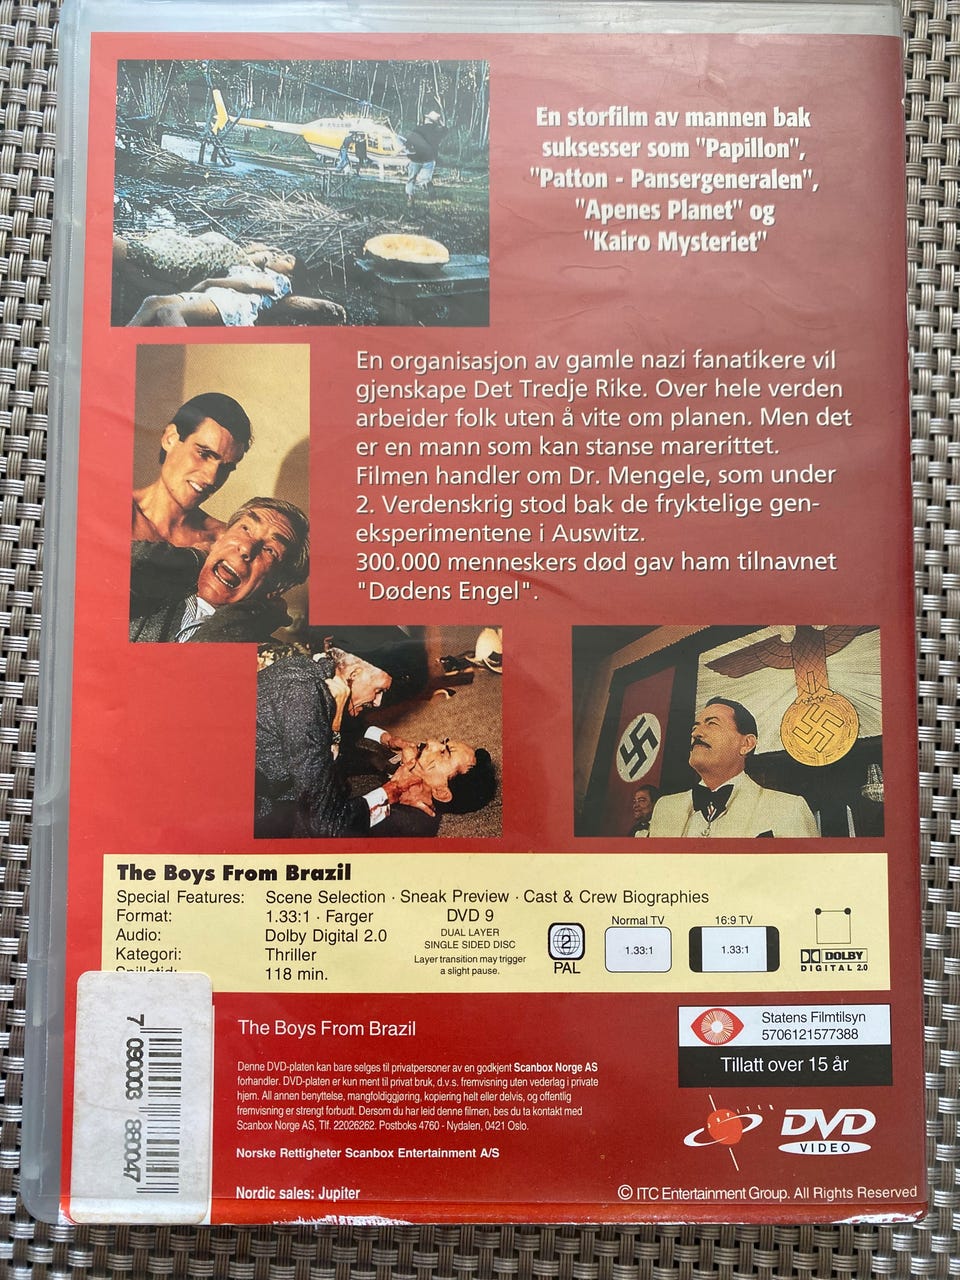 En storfilm av mannen bak
suksesser som "Papillon",
"Patton - Pansergeneralen",
"Apenes Planet" og
"Kairo Mysteriet"
En organisasjon av gamle nazi fanatikere vil
gjenskape Det Tredje Rike. Over hele verden
arbeider folk uten å vite om planen. Men det
er en mann som kan stanse marerittet.
Filmen handler om Dr. Mengele, som under
2. Verdenskrig stod bak de fryktelige gen-
eksperimentene i Auswitz.
300.000 menneskers død gav ham tilnavnet
"Dødens Engel".
The Boys From Brazil
Special Features: Scene Selection · Sneak Preview · Cast & Crew Biographies
Format: 1.33:1 · Farger
Audio: Dolby Digital 2.0
Kategori: Thriller
Spilletid: 118 min.
DVD 9
DUAL LAYER
SINGLE SIDED DISC
Layer transition may trigger
a slight pause.
2
PAL
Normal TV
1.33:1
16:9 TV
1.33:1
DOLBY
DIGITAL 2.0
7 090003 860047
The Boys From Brazil
Denne DVD-platen kan bare selges til privatpersoner av en godkjent Scanbox Norge AS
forhandler. DVD-platen er kun ment til privat bruk, d.v.s. fremvisning uten vederlag i private
hjem. All annen benyttelse, mangfoldiggjøring, kopiering helt eller delvis, og offentlig
fremvisning er strengt forbudt. Dersom du har leid denne filmen, bes du ta kontakt med
Scanbox Norge AS, Tlf. 22026262. Postboks 4760 - Nydalen, 0421 Oslo.
Norske Rettigheter Scanbox Entertainment A/S
Nordic sales: Jupiter
Statens Filmtilsyn
5706121577388
Tillatt over 15 år
DVD
VIDEO
© ITC Entertainment Group. All Rights Reserved